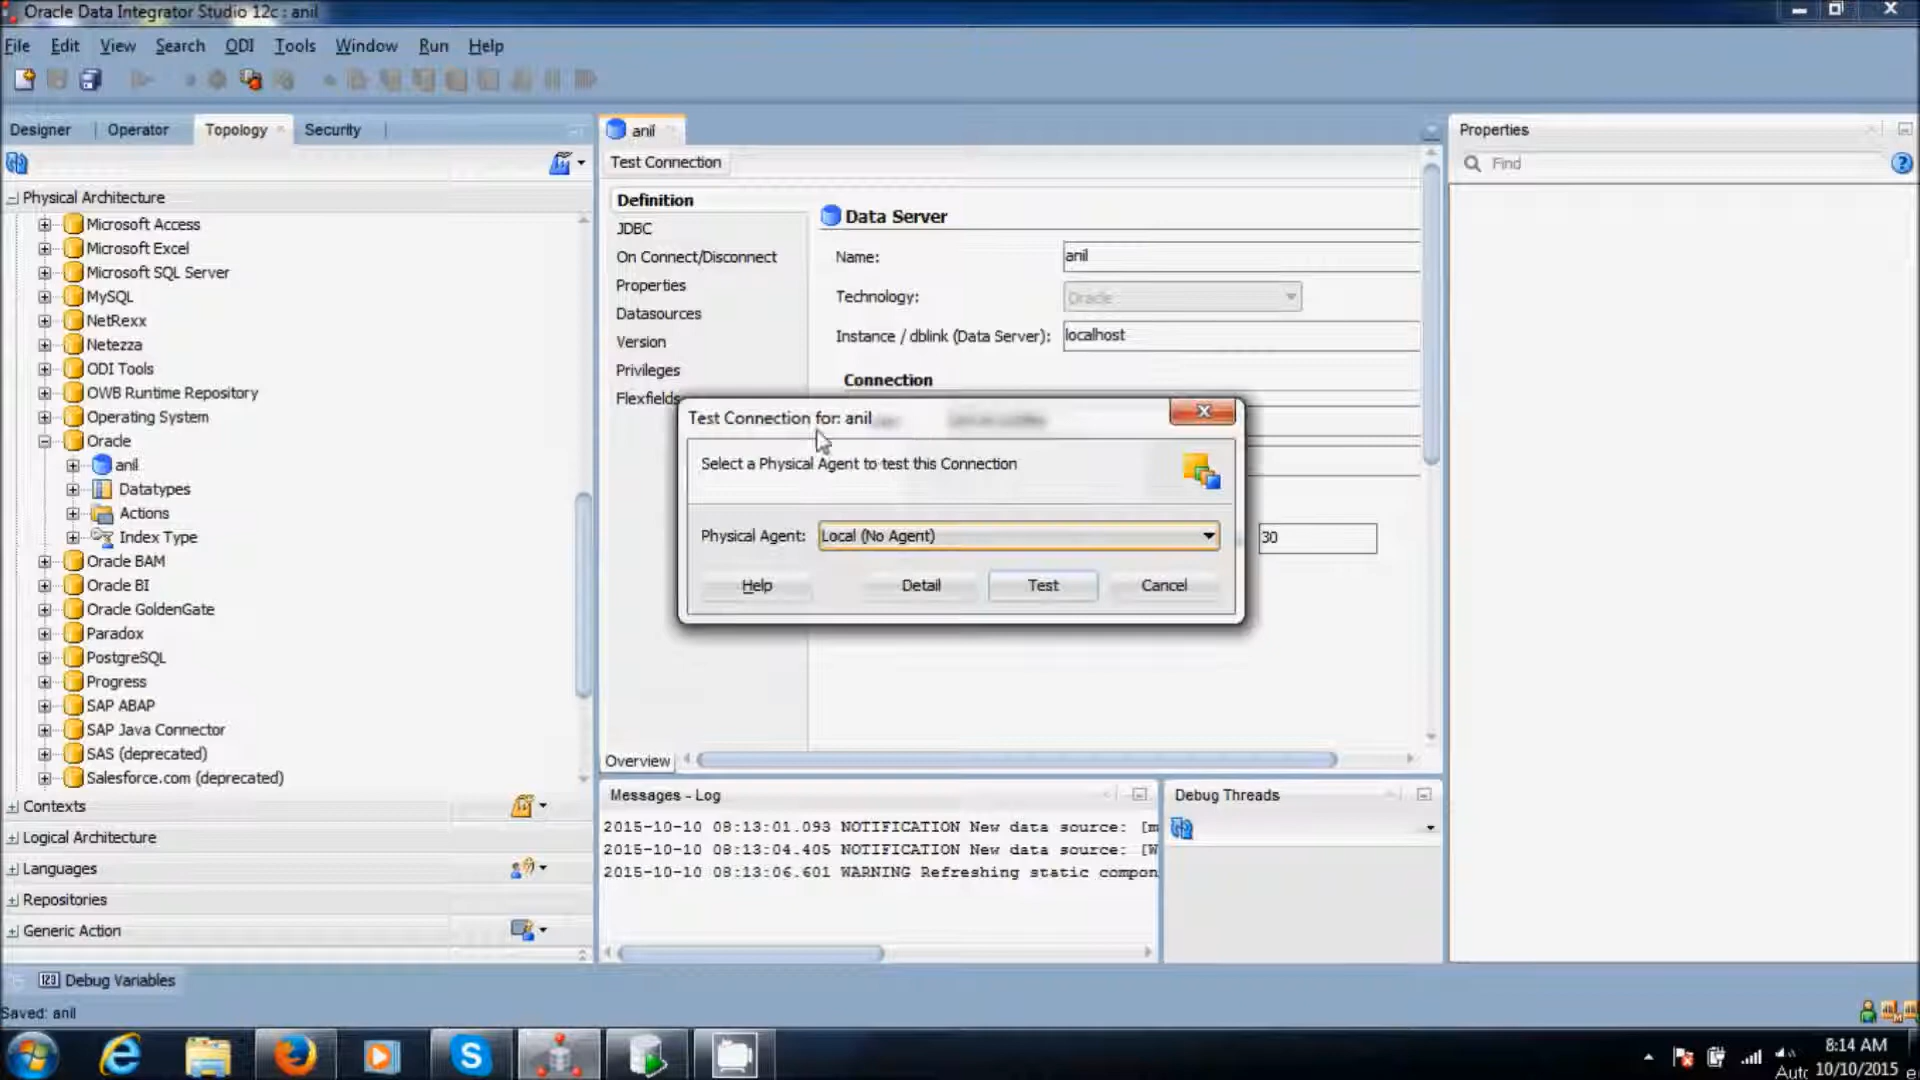 Oracle Data Integrator Studio 12c : anil
File Edit View Search ODI Tools Window Run Help
Designer Operator Topology Security
Physical Architecture
Microsoft Access
Microsoft Excel
Microsoft SQL Server
MySQL
NetRexx
Netezza
ODI Tools
OWB Runtime Repository
Operating System
Oracle
anil
Datatypes
Actions
Index Type
Oracle BAM
Oracle BI
Oracle GoldenGate
Paradox
PostgreSQL
Progress
SAP ABAP
SAP Java Connector
SAS (deprecated)
Salesforce.com (deprecated)
Contexts
Logical Architecture
Languages
Repositories
Generic Action
anil
Test Connection
Definition
JDBC
On Connect/Disconnect
Properties
Datasources
Version
Privileges
Flexfields
Data Server
Name: anil
Technology: Oracle
Instance / dblink (Data Server): localhost
Connection
30
Test Connection for: anil
Select a Physical Agent to test this Connection
Physical Agent: Local (No Agent)
Help Detail Test Cancel
Overview
Messages - Log
2015-10-10 08:13:01.093 NOTIFICATION New data source: [m
2015-10-10 08:13:04.405 NOTIFICATION New data source: [W
2015-10-10 08:13:06.601 WARNING Refreshing static compon
Debug Threads
Properties
Find
Debug Variables
Saved: anil
8:14 AM
10/10/2015